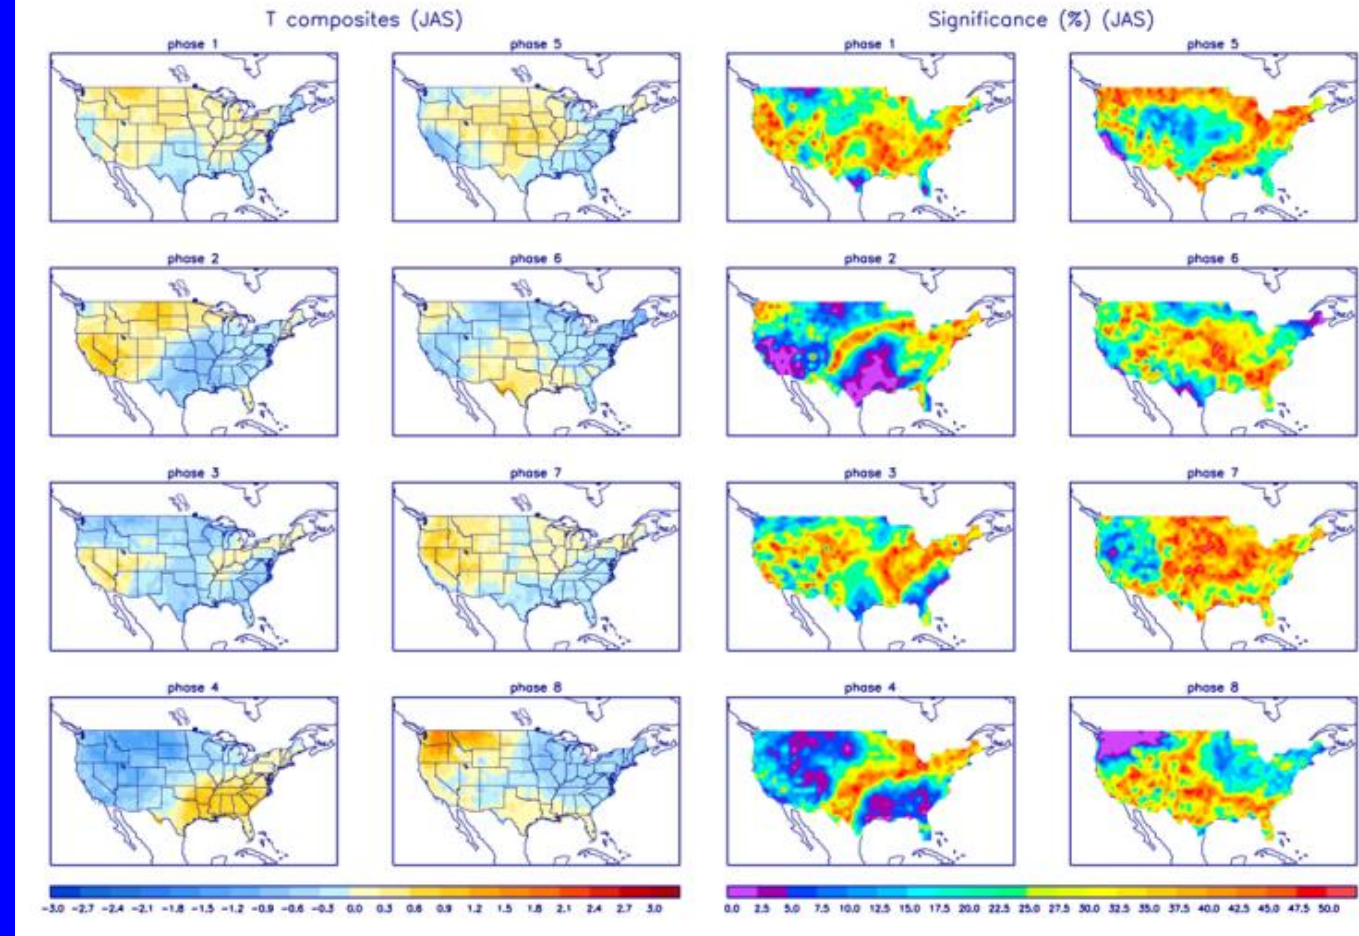 T composites (JAS) Significance (%) (JAS)
phase 1 phase 5 phase 1 phase 5
phase 2 phase 6 phase 2 phase 6
phase 3 phase 7 phase 3 phase 7
phase 4 phase 8 phase 4 phase 8
-3.0 -2.7 -2.4 -2.1 -1.8 -1.5 -1.2 -0.9 -0.6 -0.3 0.0 0.3 0.6 0.9 1.2 1.5 1.8 2.1 2.4 2.7 3.0 0.0 2.5 5.0 7.5 10.0 12.5 15.0 17.5 20.0 22.5 25.0 27.5 30.0 32.5 35.0 37.5 40.0 42.5 45.0 47.5 50.0